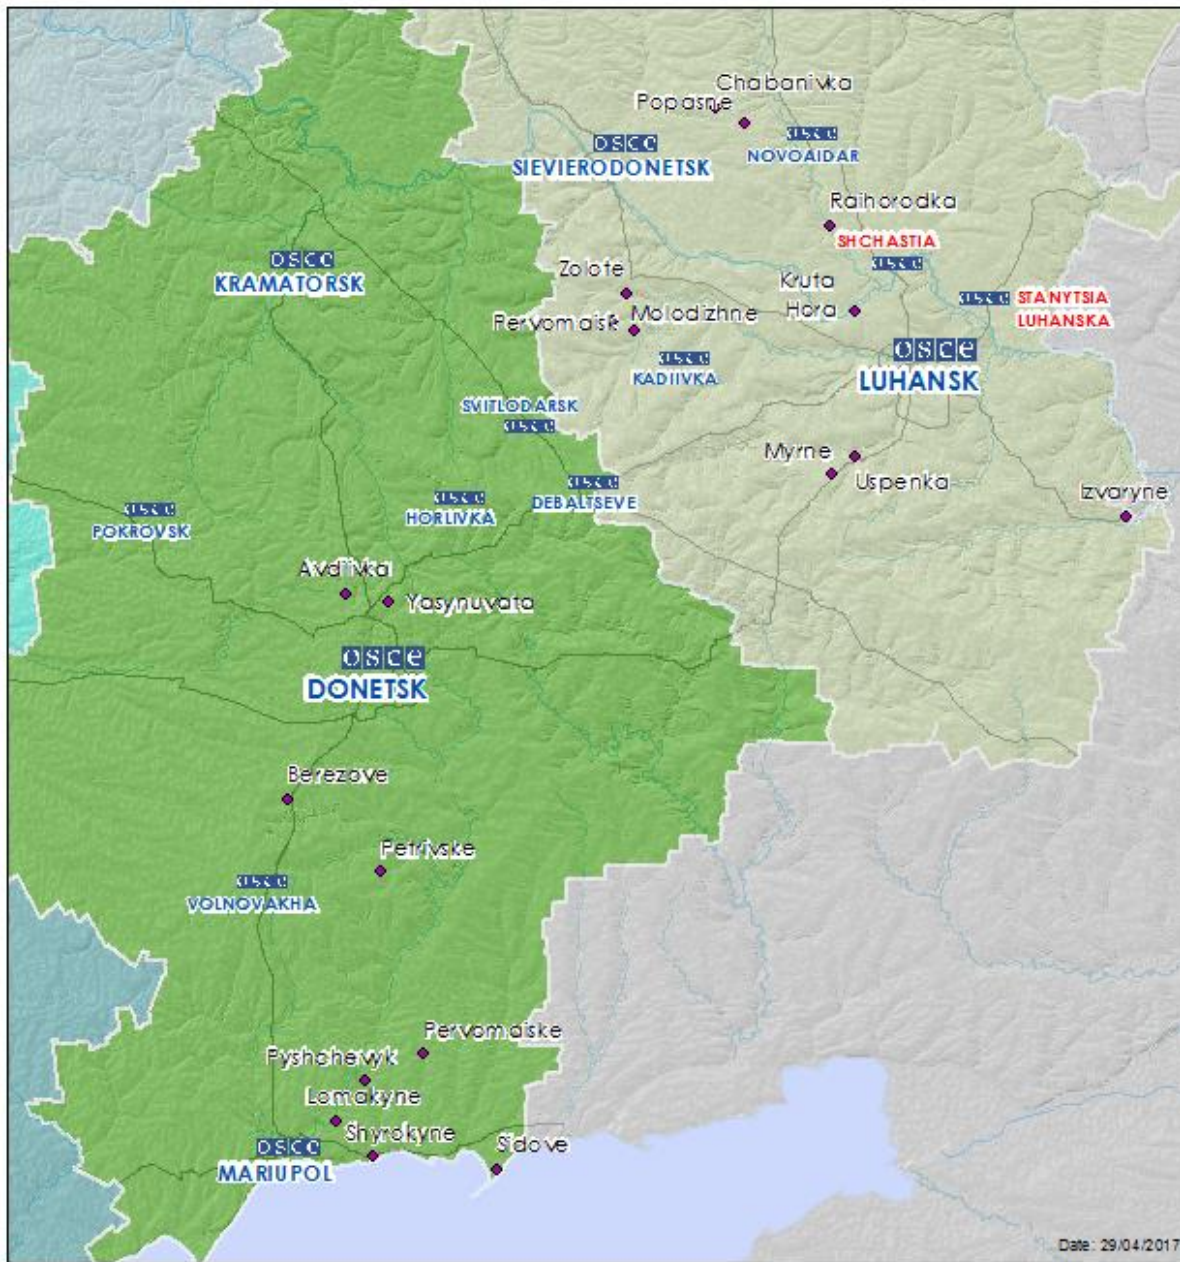 Chabanivka
Popasne
osce
NOVOAIDAR
osce
SIEVIERODONETSK
Raihorodka
SHCHASTIA
osce
osce
KRAMATORSK
Zolote
Kruta
Hora
osce
STANYTSIA
LUHANSKA
Pervomaisk
Molodizhne
osce
KADIIVKA
osce
LUHANSK
SVITLODARSK
osce
Myrne
Uspenka
Izvaryne
osce
POKROVSK
osce
HORLIVKA
osce
DEBALTSEVE
Avdiivka
Yasynuvata
osce
DONETSK
Berezove
Petrivske
osce
VOLNOVAKHA
Pervomaiske
Pyshchevyk
Lomakyne
Shyrokyne
Sidove
osce
MARIUPOL
Date: 29/04/2017